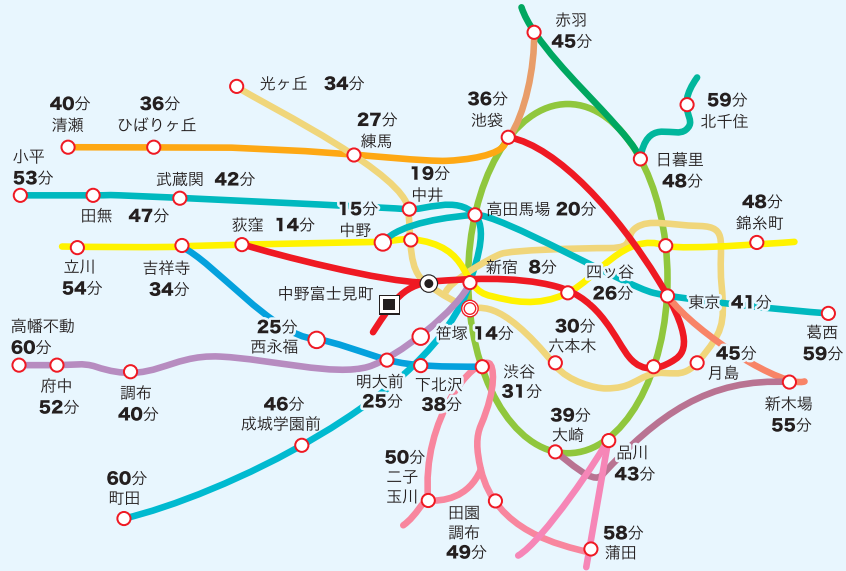 赤羽
45分
光ヶ丘 34分
40分
清瀬
36分
ひばりヶ丘
27分
練馬
36分
池袋
59分
北千住
小平
53分
田無 47分
武蔵関 42分
19分
中井
15分
中野
高田馬場 20分
日暮里
48分
48分
錦糸町
立川
54分
吉祥寺
34分
荻窪 14分
新宿 8分
四ッ谷
26分
中野富士見町
東京 41分
葛西
59分
高幡不動
60分
府中
52分
調布
40分
25分
西永福
笹塚 14分
30分
六本木
45分
月島
明大前
25分
下北沢
38分
渋谷
31分
新木場
55分
46分
成城学園前
39分
大崎
品川
43分
60分
町田
50分
二子
玉川
田園
調布
49分
58分
蒲田